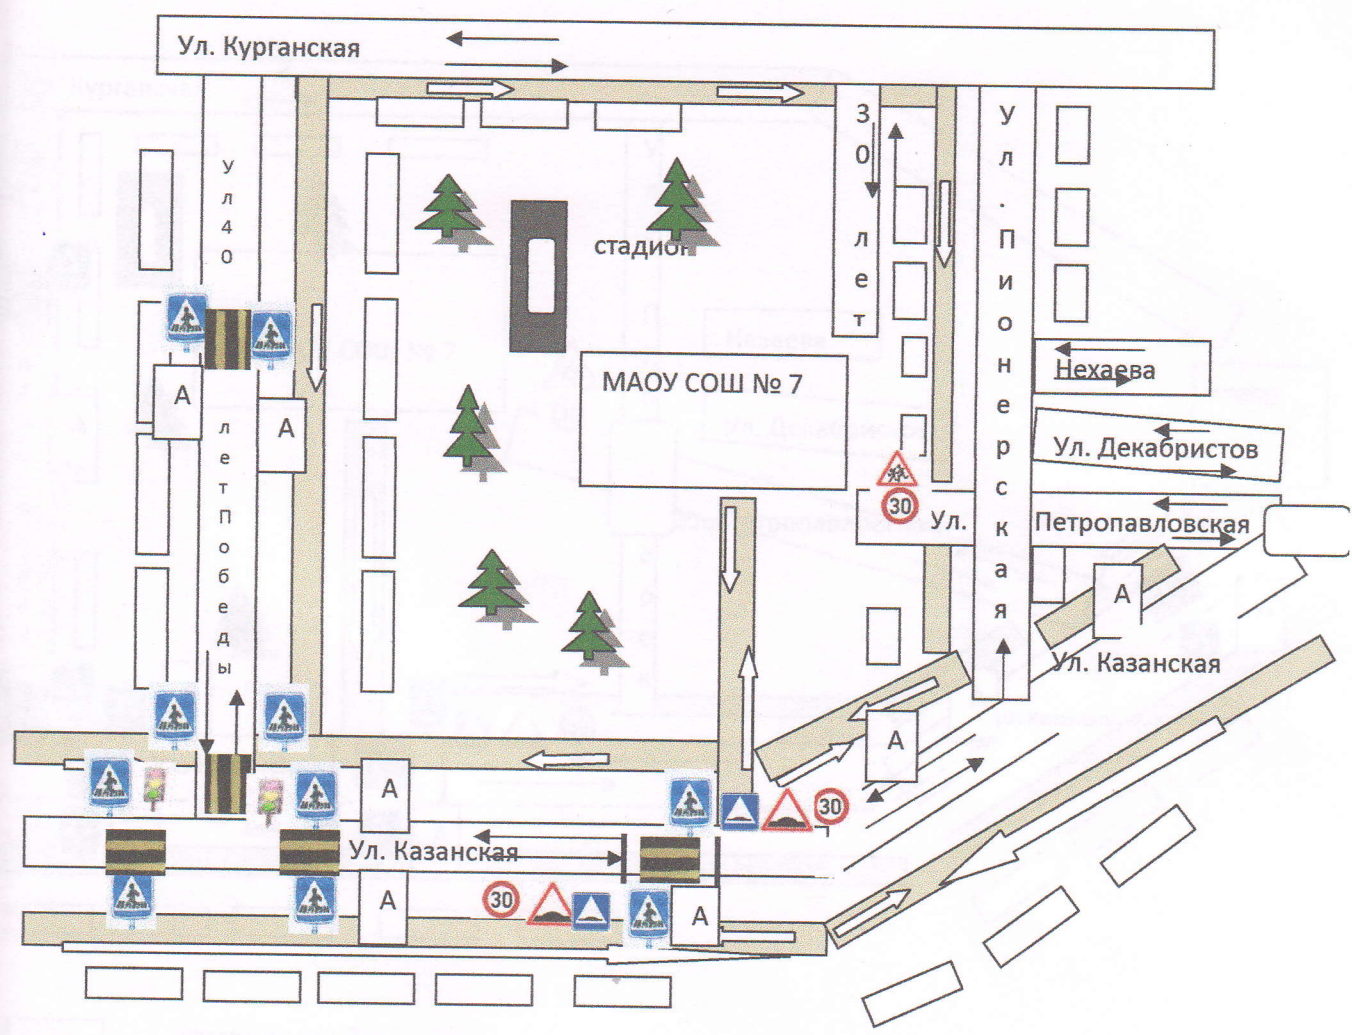 Ул. Курганская
Ул 40 лет Победы
30 лет
Ул. Пионерская
стадион
МАОУ СОШ № 7
Нехаева
Ул. Декабристов
30
Ул. Петропавловская
А
А
А
Ул. Казанская
А
А
30
Ул. Казанская
30
А
А